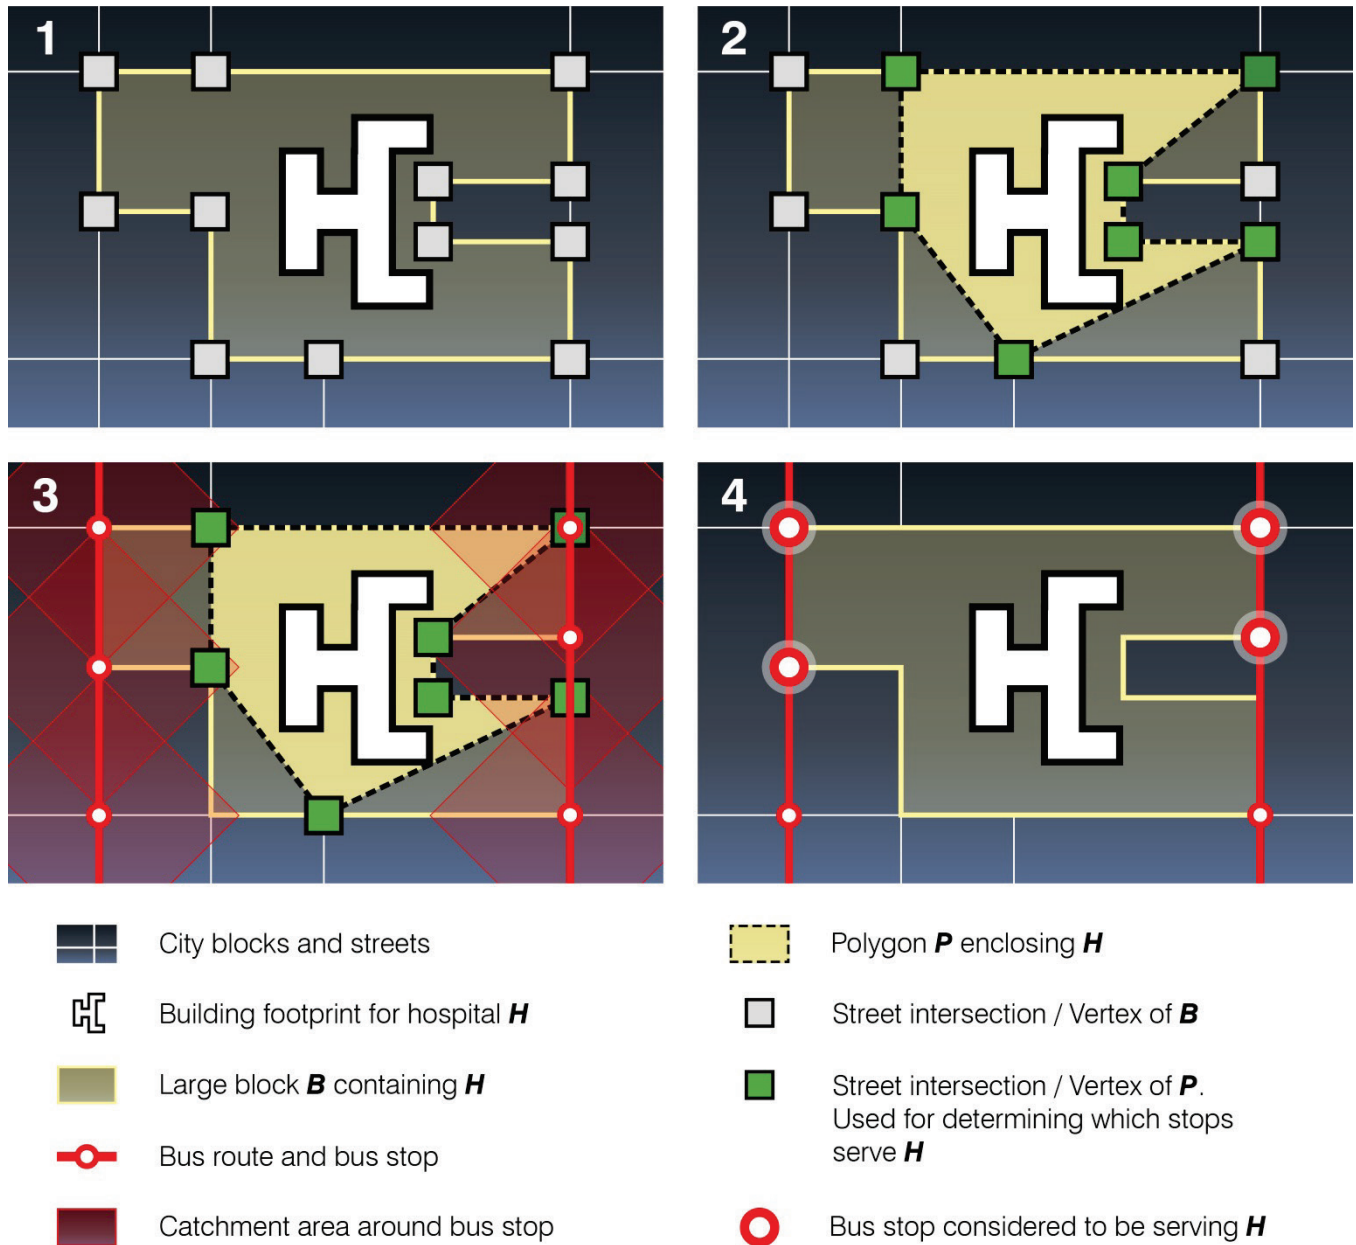 1
2
3
4
City blocks and streets
Building footprint for hospital H
Large block B containing H
Bus route and bus stop
Catchment area around bus stop
Polygon P enclosing H
Street intersection / Vertex of B
Street intersection / Vertex of P.
Used for determining which stops
serve H
Bus stop considered to be serving H